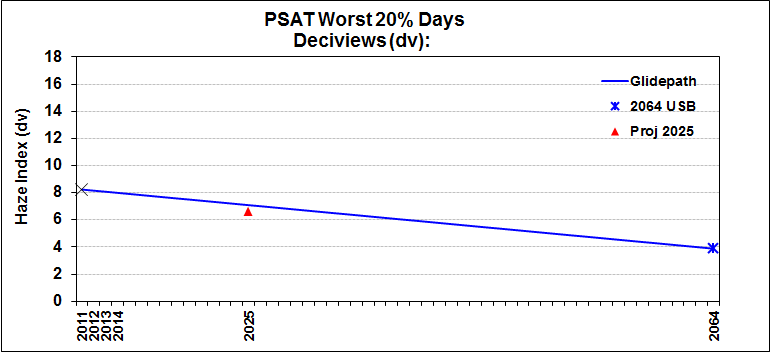 PSAT Worst 20% Days
Deciviews (dv):
Haze Index (dv)
18
16
14
12
10
8
6
4
2
0
Glidepath
2064 USB
Proj 2025
2011
2012
2013
2014
2025
2064